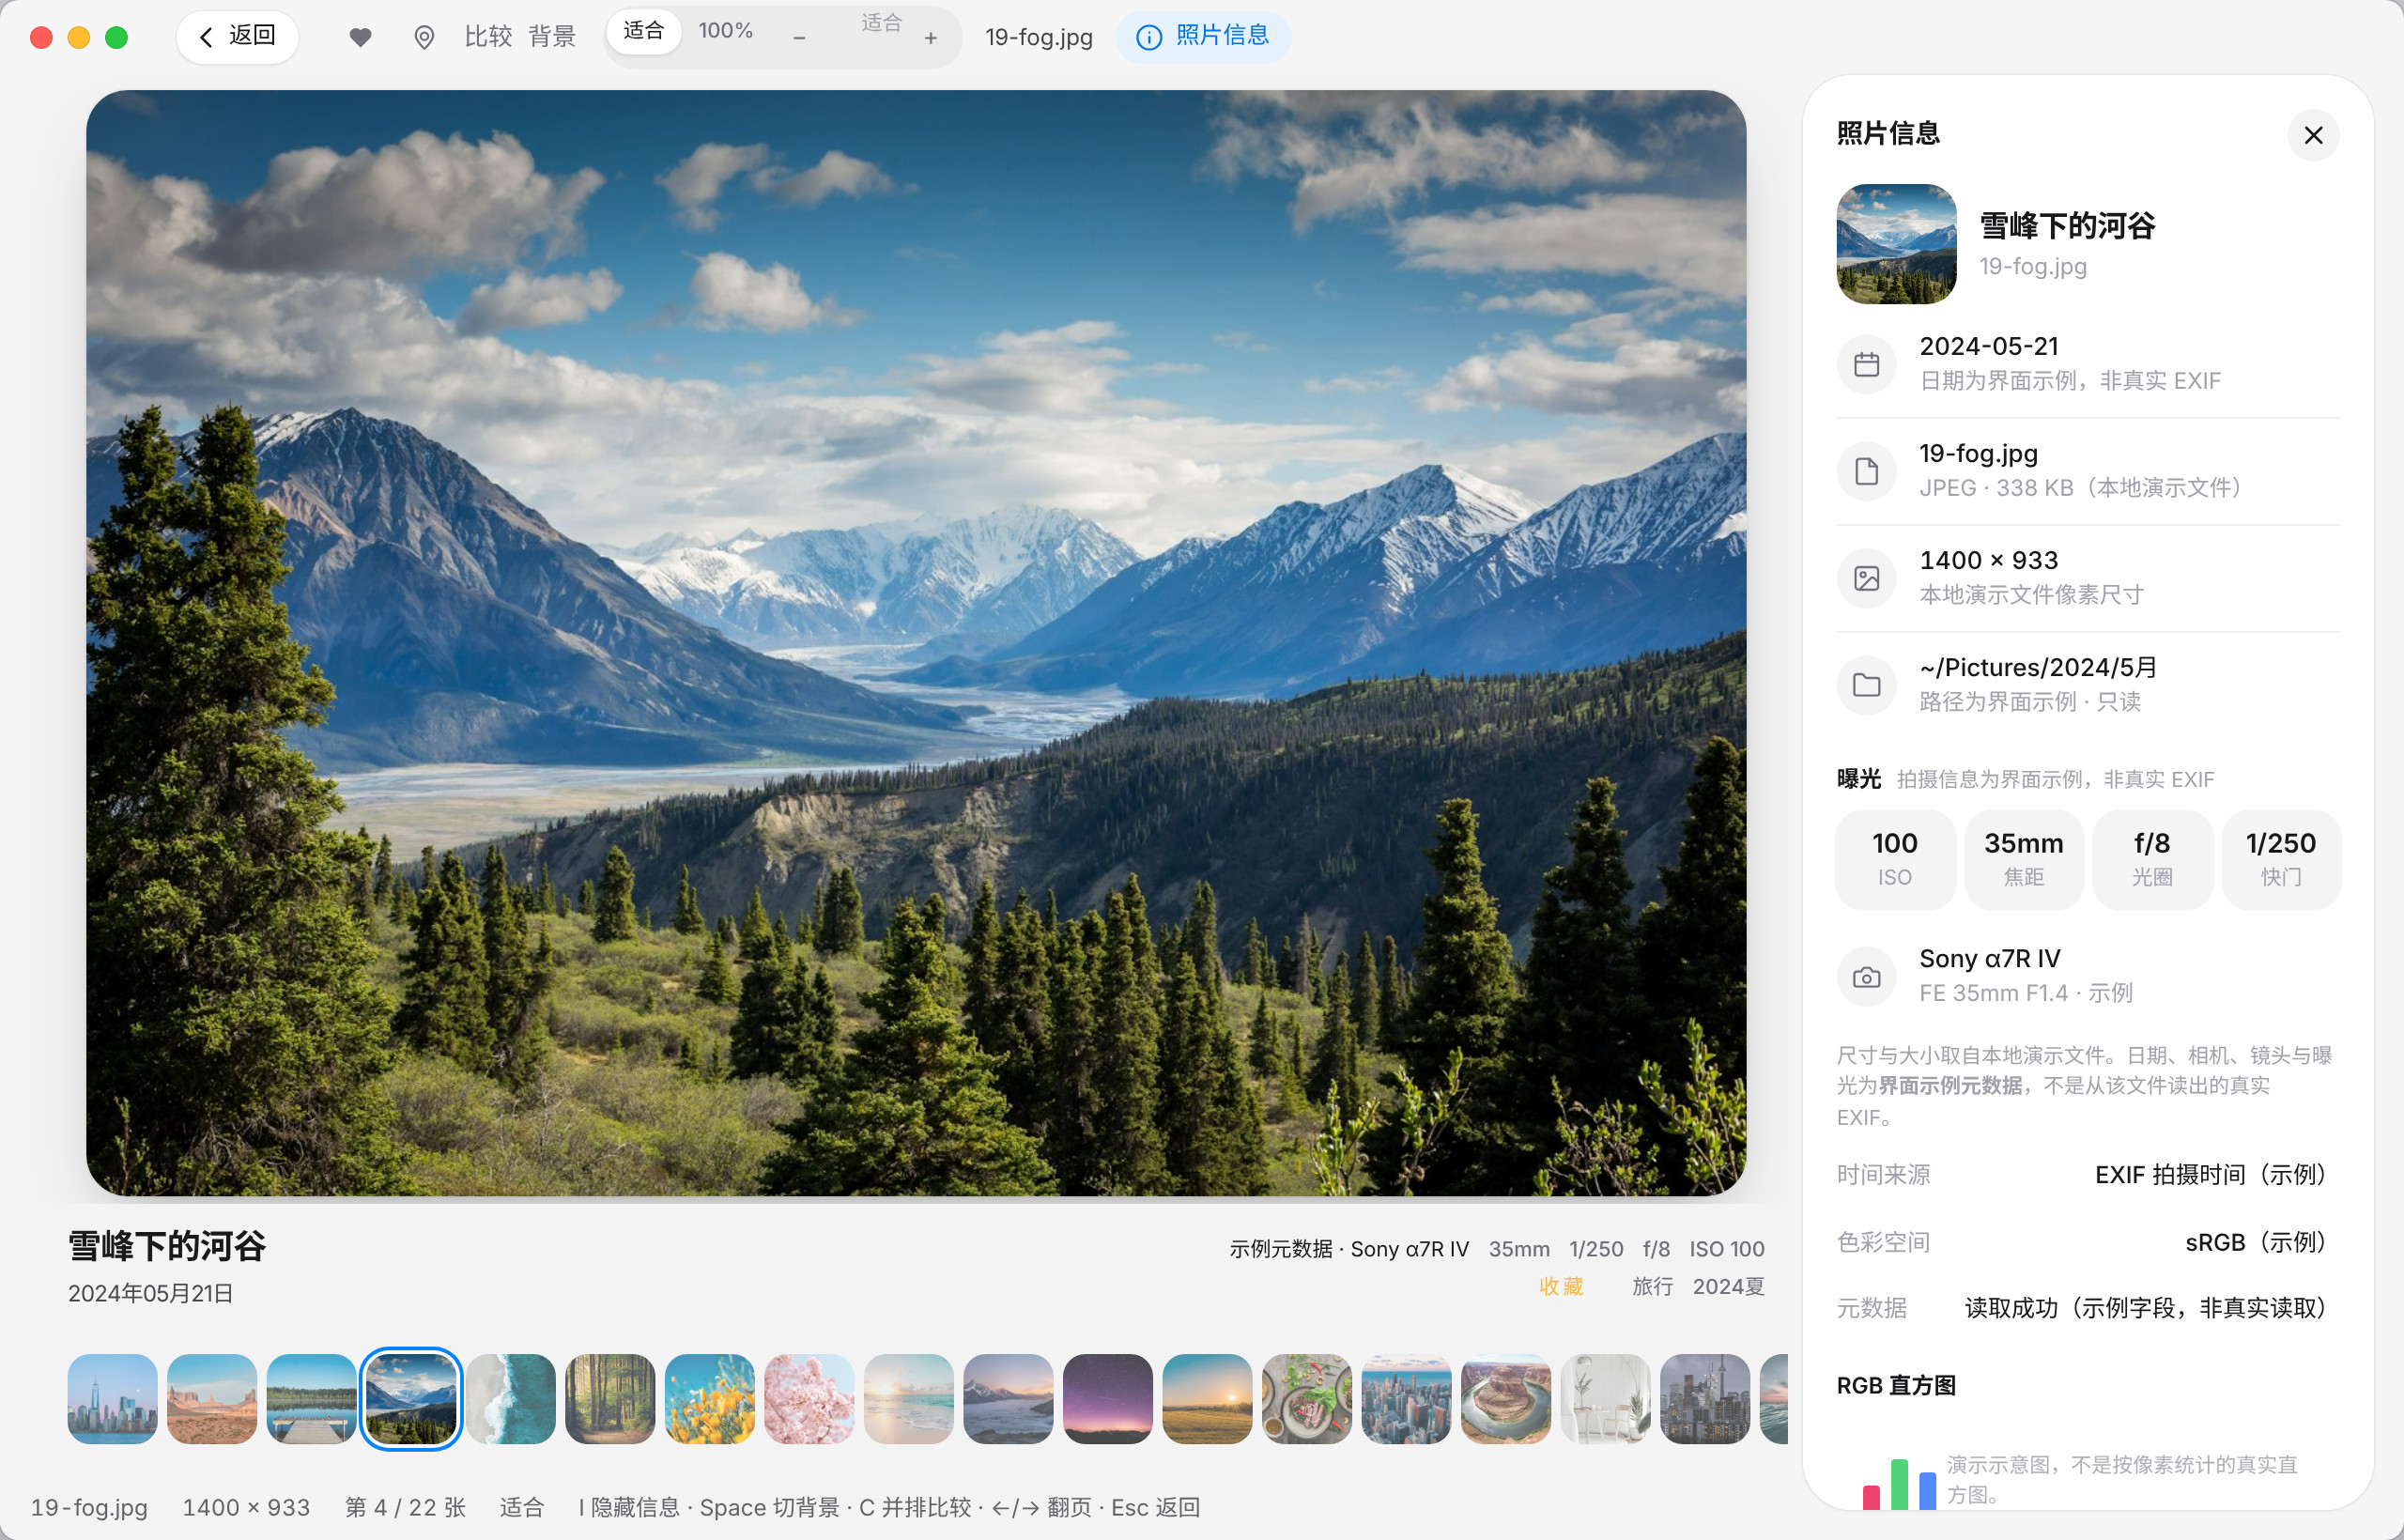 返回
比较 背景
适合 100% − 适合 +
19-fog.jpg
照片信息
照片信息
雪峰下的河谷
19-fog.jpg
2024-05-21
日期为界面示例，非真实 EXIF
19-fog.jpg
JPEG · 338 KB（本地演示文件）
1400 × 933
本地演示文件像素尺寸
~/Pictures/2024/5月
路径为界面示例 · 只读
曝光 拍摄信息为界面示例，非真实 EXIF
100 35mm f/8 1/250
ISO 焦距 光圈 快门
Sony α7R IV
FE 35mm F1.4 · 示例
尺寸与大小取自本地演示文件。日期、相机、镜头与曝
光为界面示例元数据，不是从该文件读出的真实
EXIF。
时间来源 EXIF 拍摄时间（示例）
色彩空间 sRGB（示例）
元数据 读取成功（示例字段，非真实读取）
RGB 直方图
演示示意图，不是按像素统计的真实直
方图。
雪峰下的河谷
2024年05月21日
示例元数据 · Sony α7R IV 35mm 1/250 f/8 ISO 100
收藏 旅行 2024夏
19-fog.jpg 1400 × 933 第 4 / 22 张 适合 I 隐藏信息 · Space 切背景 · C 并排比较 · ←/→ 翻页 · Esc 返回